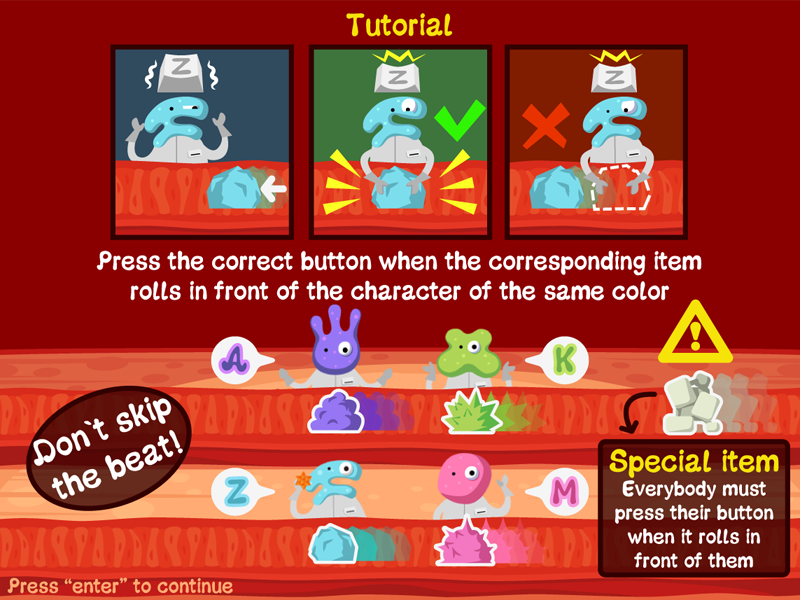 Tutorial
Z
Z
Z
Press the correct button when the corresponding item
rolls in front of the character of the same color
A
K
!
Don't skip
the beat!
Z
M
Special item
Everybody must
press their button
when it rolls in
front of them
Press "enter" to continue